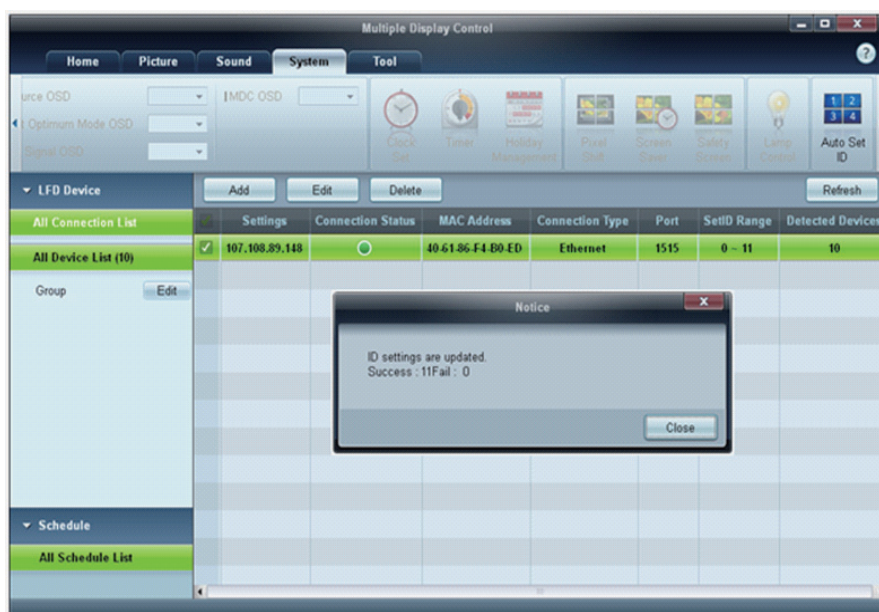 Multiple Display Control
Home Picture Sound System Tool
?
urce OSD
MDC OSD
Optimum Mode OSD
Signal OSD
Clock Set
Timer
Holiday Management
Pixel Shift
Screen Saver
Safety Screen
Lamp Control
1 2
3 4
Auto Set ID
LFD Device
Add Edit Delete Refresh
All Connection List
Settings Connection Status MAC Address Connection Type Port SetID Range Detected Devices
All Device List (10)
107.108.89.148 40-61-86-F4-B0-ED Ethernet 1515 0 ~ 11 10
Group Edit
Notice
ID settings are updated.
Success : 11Fail : 0
Close
Schedule
All Schedule List